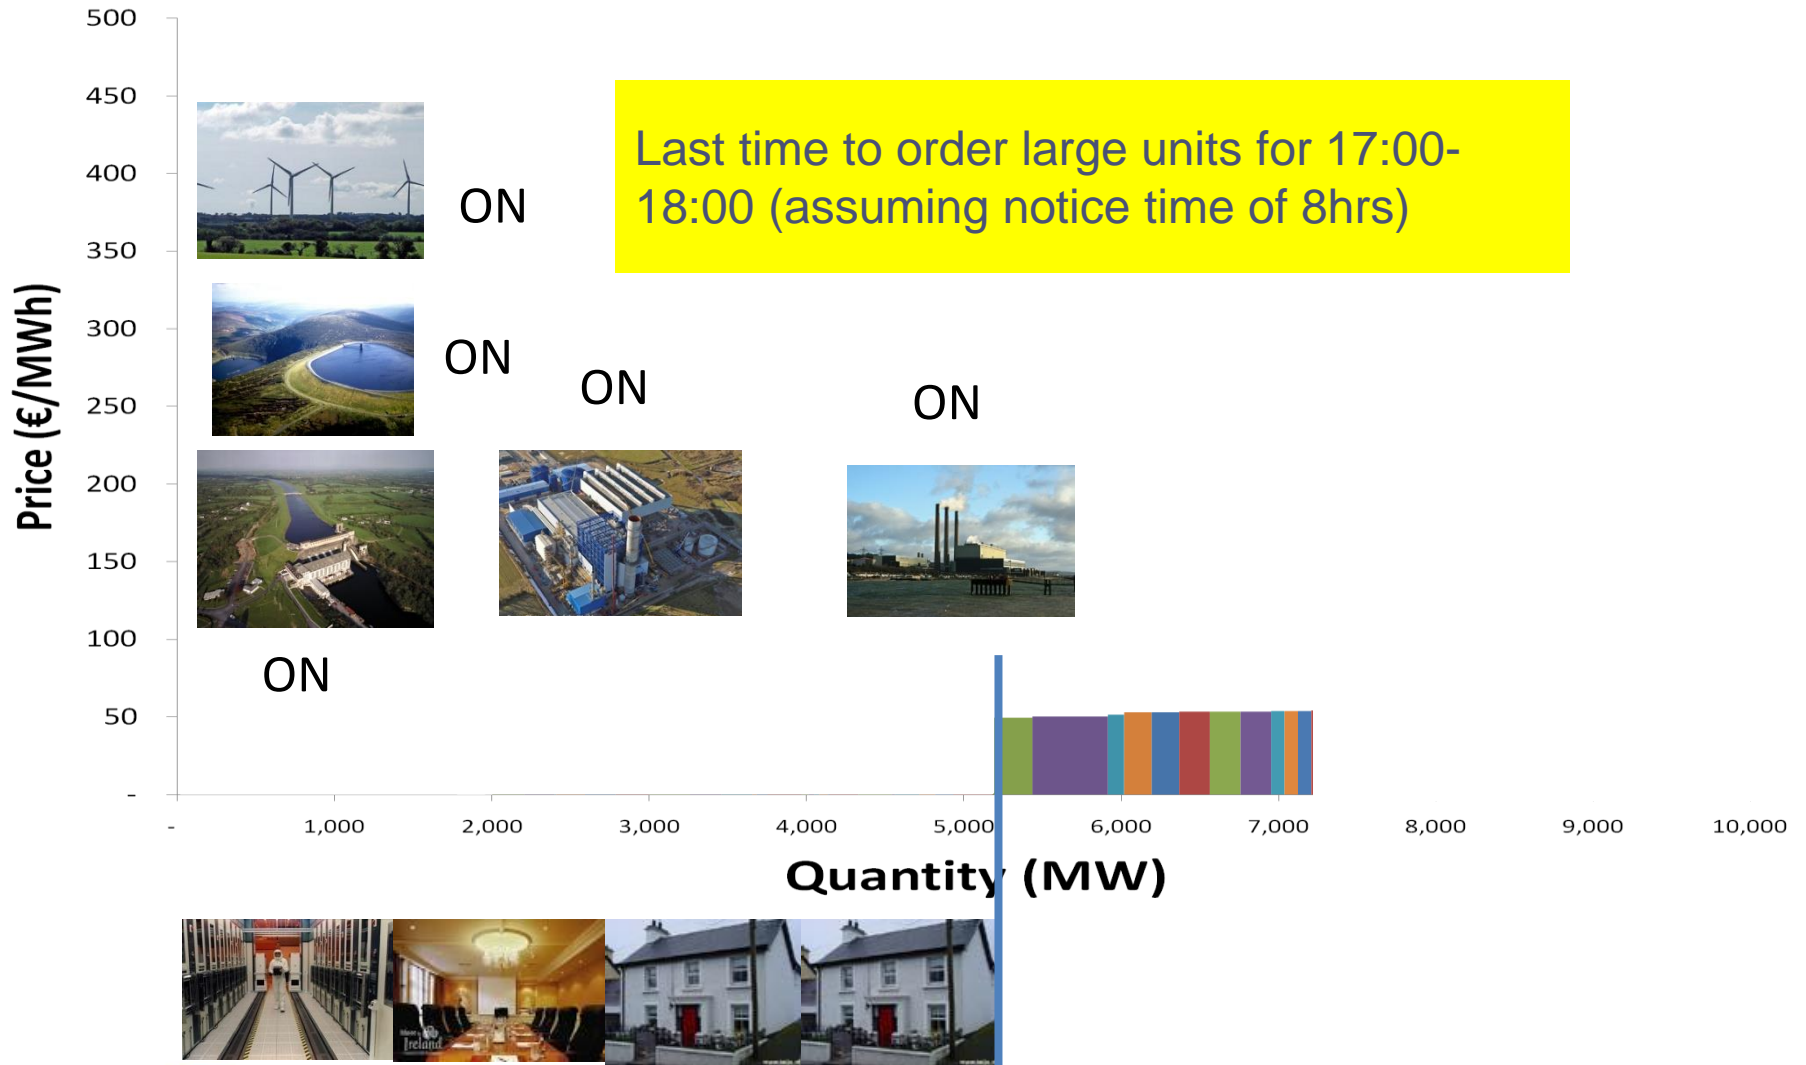 500
450
400
350
300
250
200
150
100
50
-
Price (€/MWh)
Last time to order large units for 17:00-
18:00 (assuming notice time of 8hrs)
ON
ON
ON
ON
ON
- 1,000 2,000 3,000 4,000 5,000 6,000 7,000 8,000 9,000 10,000
Quantity (MW)
Ireland